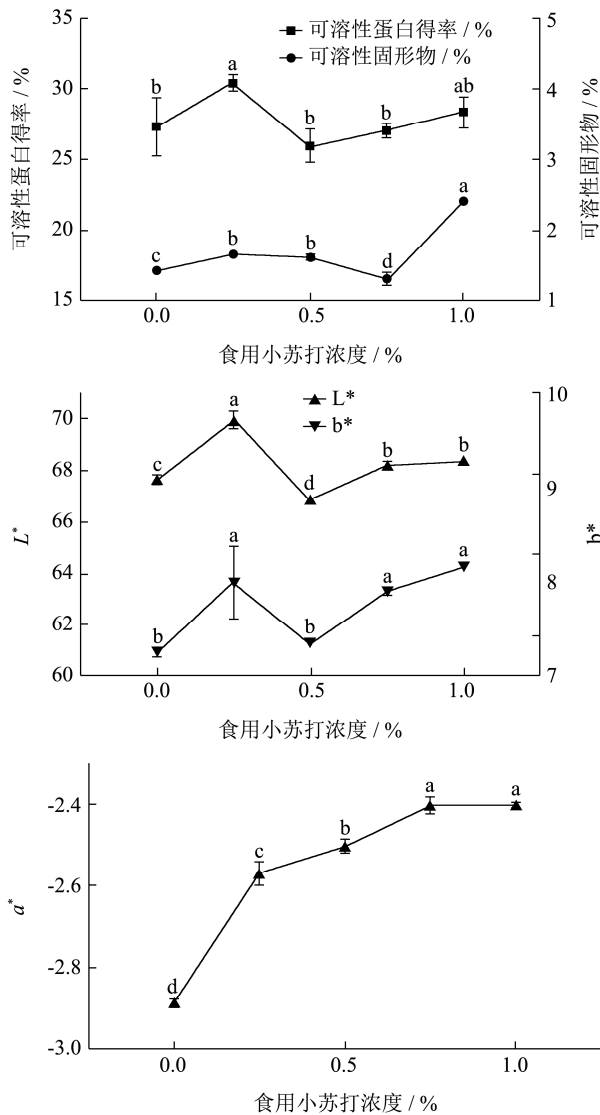 35
30
25
20
15
可溶性蛋白得率 / %
可溶性蛋白得率 / %
可溶性固形物 / %
5
4
3
2
1
可溶性固形物 / %
b
a
b
b
ab
c
b
b
d
a
0.0
0.5
1.0
食用小苏打浓度 / %
70
68
66
64
62
60
L*
L*
b*
10
9
8
7
b*
c
a
d
b
b
b
a
b
a
a
0.0
0.5
1.0
食用小苏打浓度 / %
-2.4
-2.6
-2.8
-3.0
a*
d
c
b
a
a
0.0
0.5
1.0
食用小苏打浓度 / %